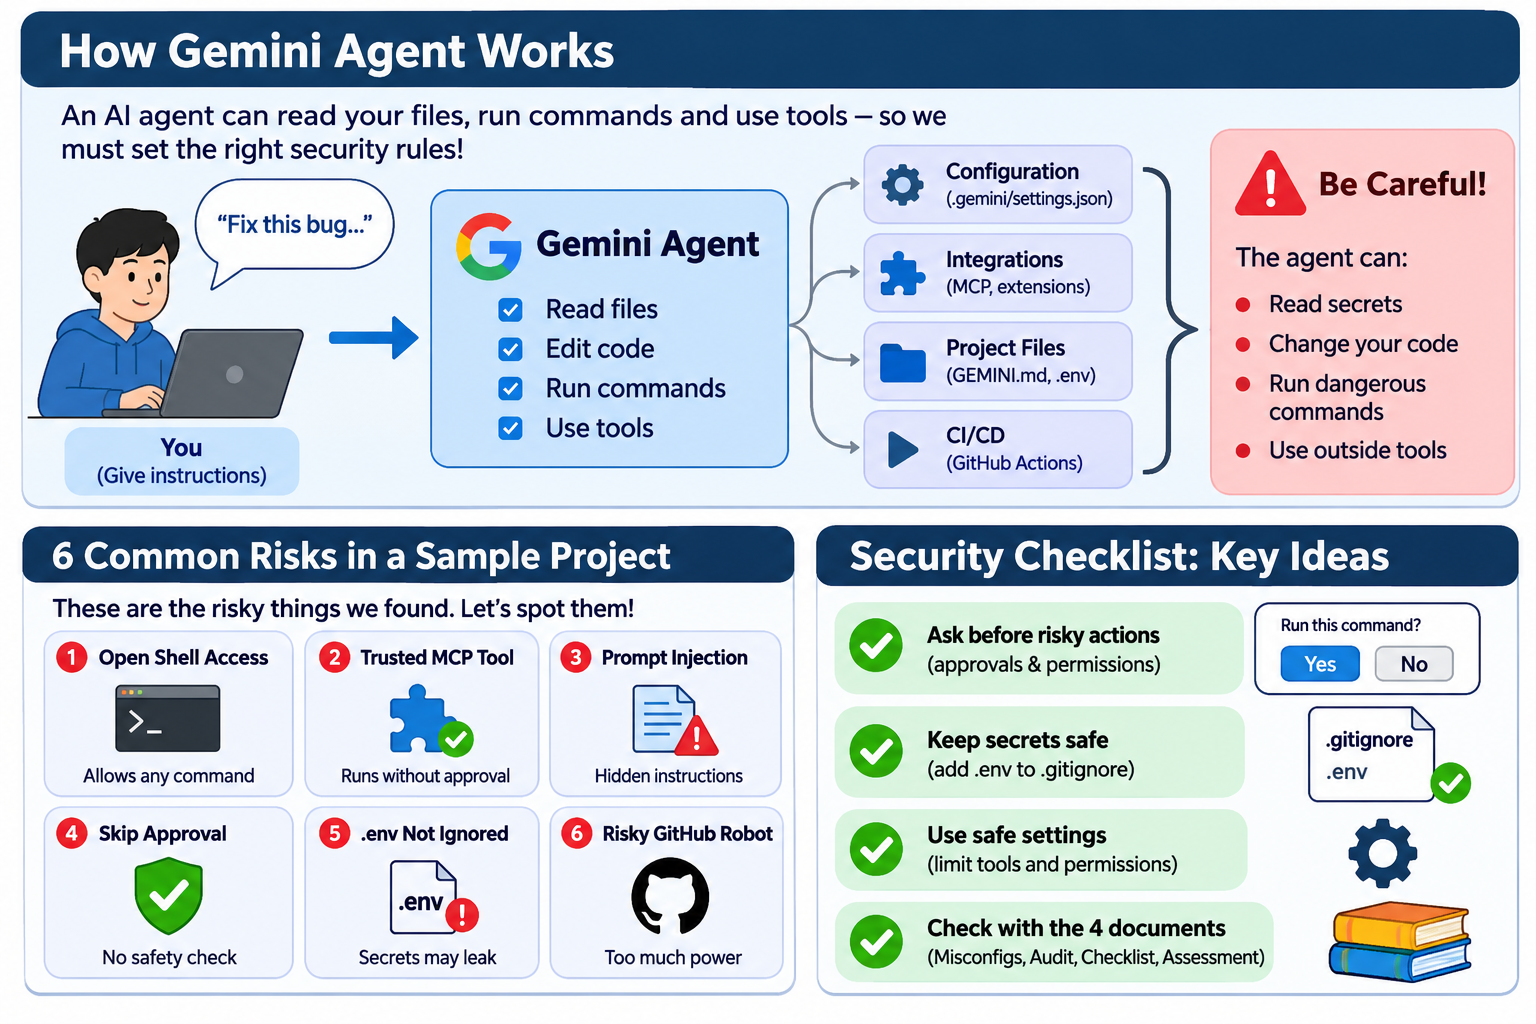 How Gemini Agent Works
An AI agent can read your files, run commands and use tools – so we
must set the right security rules!
“Fix this bug...”
You
(Give instructions)
Gemini Agent
Read files
Edit code
Run commands
Use tools
Configuration
(.gemini/settings.json)
Integrations
(MCP, extensions)
Project Files
(GEMINI.md, .env)
CI/CD
(GitHub Actions)
Be Careful!
The agent can:
Read secrets
Change your code
Run dangerous
commands
Use outside tools
6 Common Risks in a Sample Project
These are the risky things we found. Let’s spot them!
1 Open Shell Access
>_
Allows any command
2 Trusted MCP Tool
Runs without approval
3 Prompt Injection
Hidden instructions
4 Skip Approval
No safety check
5 .env Not Ignored
.env
Secrets may leak
6 Risky GitHub Robot
Too much power
Security Checklist: Key Ideas
Ask before risky actions
(approvals & permissions)
Run this command?
Yes No
Keep secrets safe
(add .env to .gitignore)
.gitignore
.env
Use safe settings
(limit tools and permissions)
Check with the 4 documents
(Misconfigs, Audit, Checklist, Assessment)